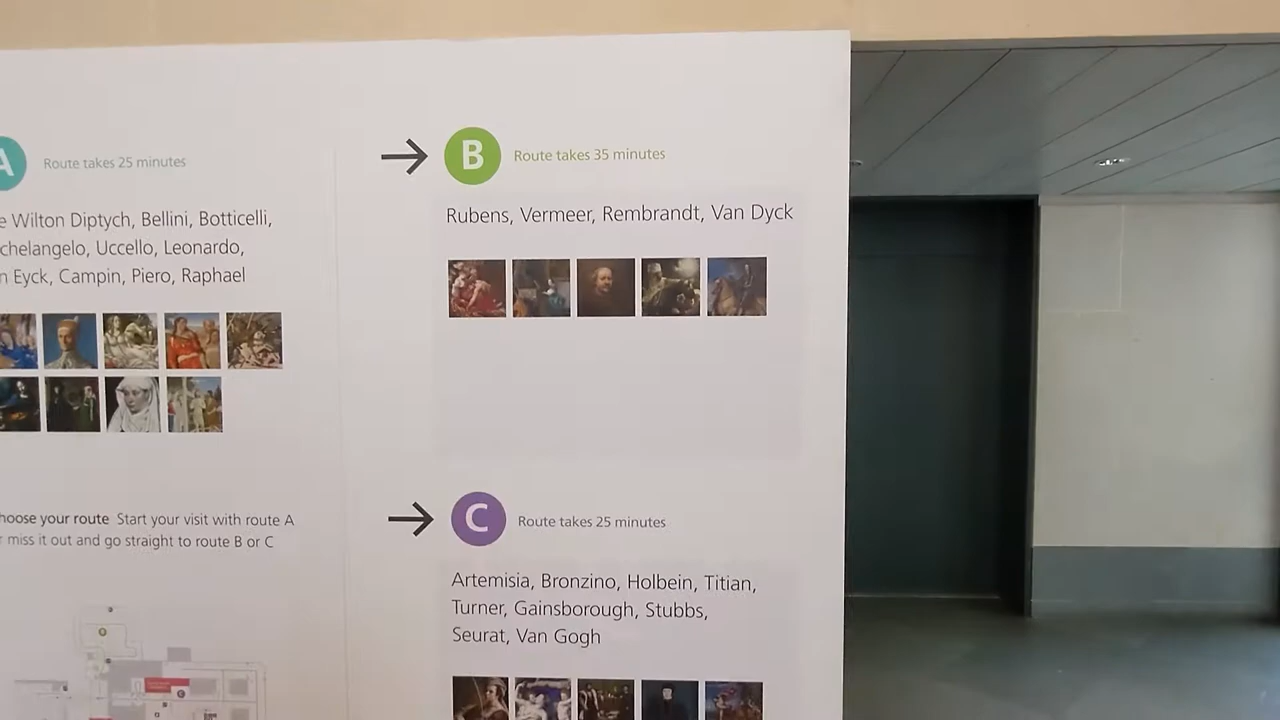 A Route takes 25 minutes
Wilton Diptych, Bellini, Botticelli,
Uccello, Leonardo,
Eyck, Campin, Piero, Raphael
your route Start your visit with route A
miss it out and go straight to route B or C
B Route takes 35 minutes
Rubens, Vermeer, Rembrandt, Van Dyck
C Route takes 25 minutes
Artemisia, Bronzino, Holbein, Titian,
Turner, Gainsborough, Stubbs,
Seurat, Van Gogh